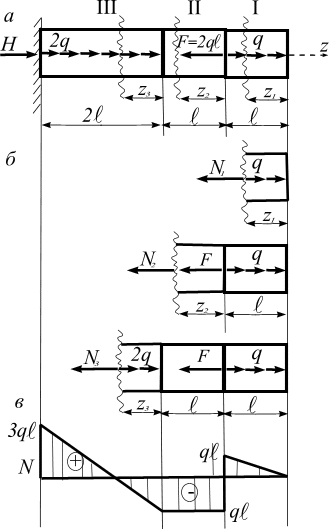 а III II I
H 2q F=2qℓ q z
z₃ z₂ z₁
2ℓ ℓ ℓ
б
N₁ q
z₁
N₂ F q
z₂ ℓ
N₃ 2q F q
z₃ ℓ ℓ
в
3qℓ
qℓ
N + -
qℓ